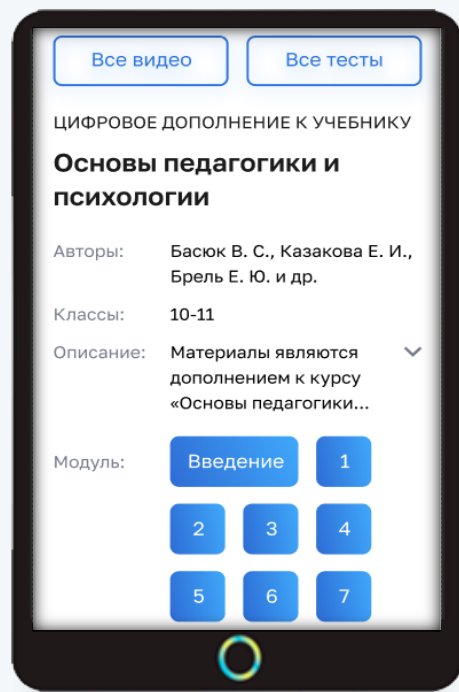 Все видео Все тесты
ЦИФРОВОЕ ДОПОЛНЕНИЕ К УЧЕБНИКУ
Основы педагогики и
психологии
Авторы: Басюк В. С., Казакова Е. И.,
Брель Е. Ю. и др.
Классы: 10-11
Описание: Материалы являются
дополнением к курсу
«Основы педагогики...
Модуль: Введение 1
2 3 4
5 6 7